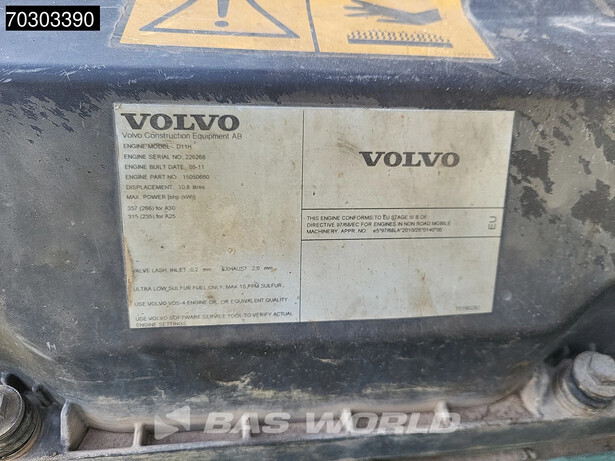 70303390
VOLVO
Volvo Construction Equipment AB
ENGINE MODEL - D11H
ENGINE SERIAL NO: 226268
ENGINE BUILT DATE:
ENGINE PART NO: 15050660
DISPLACEMENT: 10.8 litres
MAX. POWER [bhp (kW)]
357 (266) for A30
315 (235) for A25
VALVE LASH, INLET: 0.2 mm EXHAUST: mm
ULTRA LOW SULFUR FUEL ONLY, MAX 10 PPM SULFUR
USE VOLVO VDS-4 ENGINE OIL, OR EQUIVALENT QUALITY
USE VOLVO SOFTWARE SERVICE TOOL TO VERIFY ACTUAL
ENGINE SETTINGS
VOLVO
THIS ENGINE CONFORMS TO EU STAGE III B OF
DIRECTIVE 97/68/EC FOR ENGINES IN NON ROAD MOBILE
MACHINERY. APPR. NO:
EU
BAS WORLD